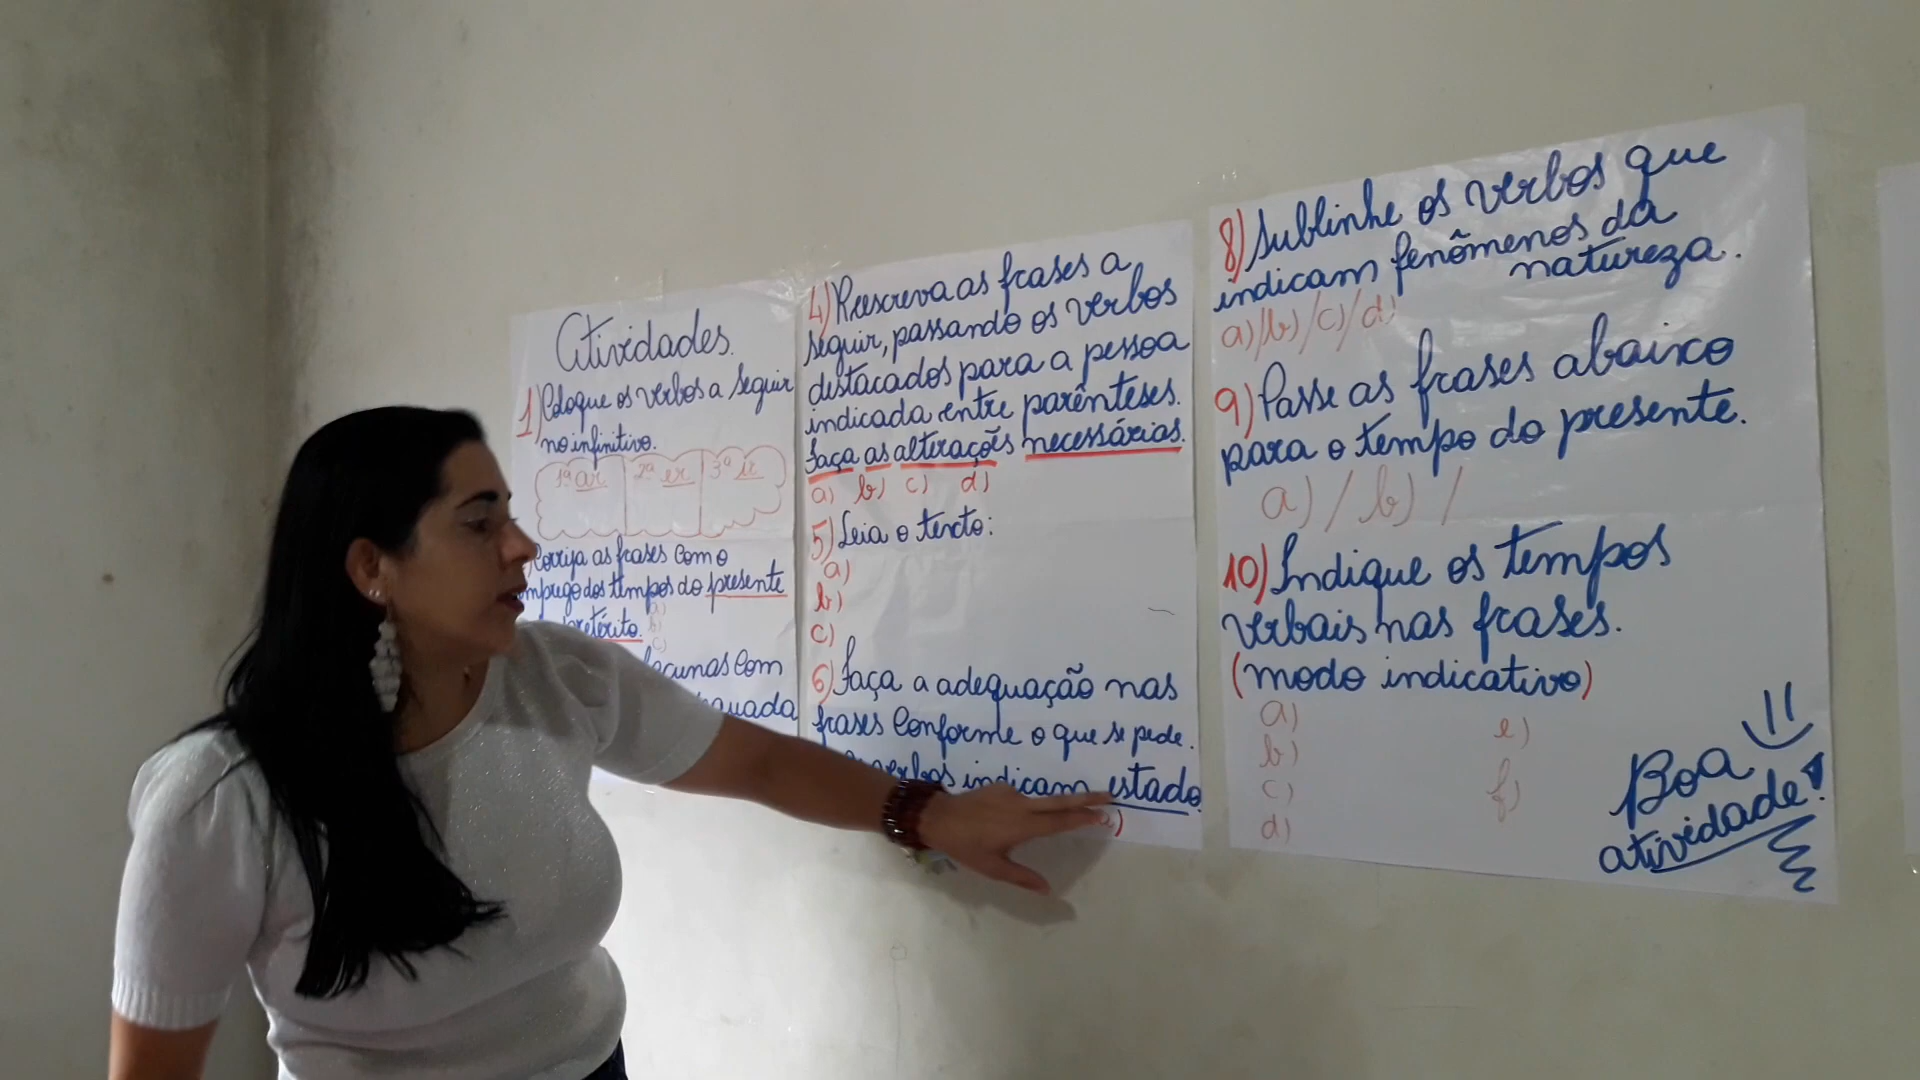 Atividades.
1) Coloque os verbos a seguir
no infinitivo.
1ª ar 2ª er 3ª ir
Corrija as frases com o
emprego dos tempos do presente
pretérito.
a)
b)
c)
lacunas com
4) Reescreva as frases a
seguir, passando os verbos
destacados para a pessoa
indicada entre parênteses.
Faça as alterações necessárias.
a) b) c) d)
5) Leia o texto:
a)
b)
c)
6) Faça a adequação nas
frases conforme o que se pede.
verbos indicam estado.
8) Sublinhe os verbos que
indicam fenômenos da
natureza.
a)/b)/c)/d)
9) Passe as frases abaixo
para o tempo do presente.
a) / b) /
10) Indique os tempos
verbais nas frases.
(modo indicativo)
a) e)
b)
c) f)
d)
Boa
atividade!